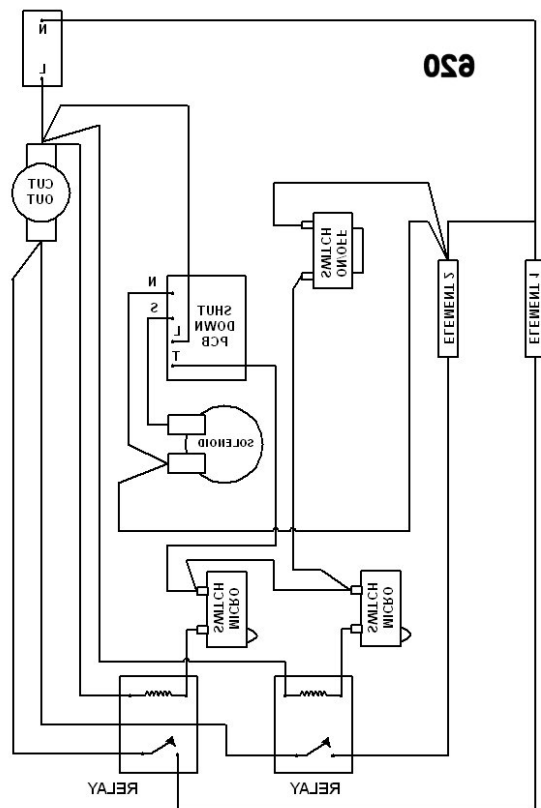 N
620
L
CUT
OUT
SWITCH
ON/OFF
N
S
L
T
SHUT
DOWN
PCB
ELEMENT 2
ELEMENT 1
SOLENOID
SWITCH
MICRO
SWITCH
MICRO
RELAY
RELAY